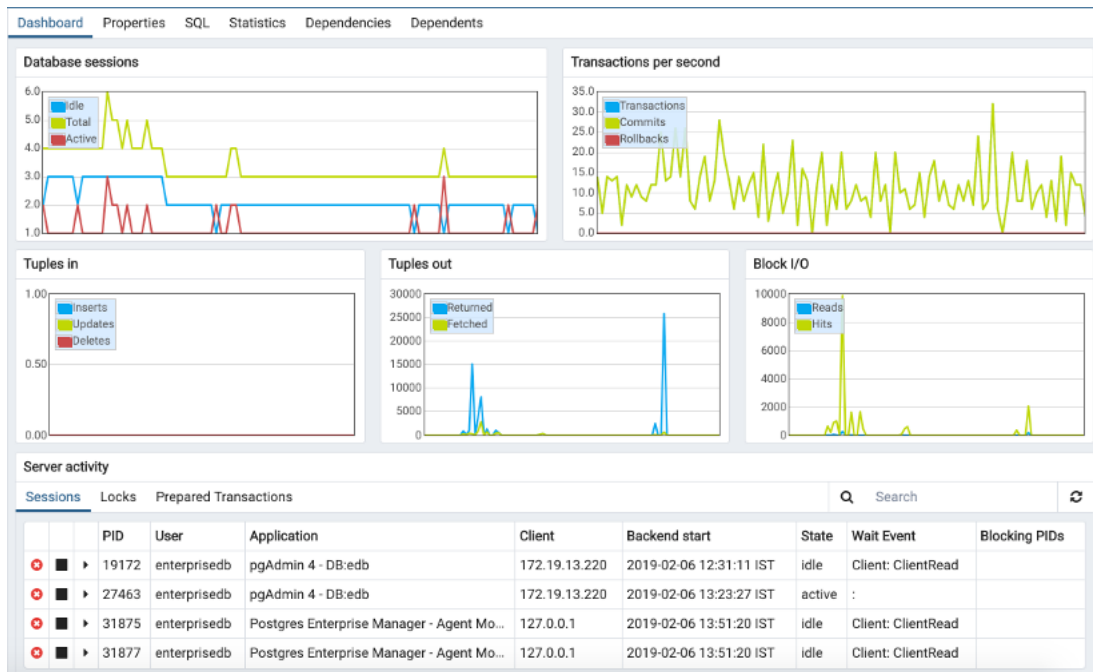 Dashboard Properties SQL Statistics Dependencies Dependents
Database sessions
6.0
5.0
4.0
3.0
2.0
1.0
Idle
Total
Active
Transactions per second
35.0
30.0
25.0
20.0
15.0
10.0
5.0
0.0
Transactions
Commits
Rollbacks
Tuples in
1.00
0.50
0.00
Inserts
Updates
Deletes
Tuples out
30000
25000
20000
15000
10000
5000
0
Returned
Fetched
Block I/O
10000
8000
6000
4000
2000
0
Reads
Hits
Server activity
Sessions Locks Prepared Transactions Search
PID User Application Client Backend start State Wait Event Blocking PIDs
19172 enterprisedb pgAdmin 4 - DB:edb 172.19.13.220 2019-02-06 12:31:11 IST idle Client: ClientRead
27463 enterprisedb pgAdmin 4 - DB:edb 172.19.13.220 2019-02-06 13:23:27 IST active :
31875 enterprisedb Postgres Enterprise Manager - Agent Mo... 127.0.0.1 2019-02-06 13:51:20 IST idle Client: ClientRead
31877 enterprisedb Postgres Enterprise Manager - Agent Mo... 127.0.0.1 2019-02-06 13:51:20 IST idle Client: ClientRead